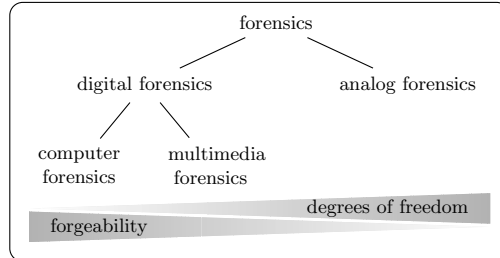 forensics
digital forensics
analog forensics
computer
forensics
multimedia
forensics
degrees of freedom
forgeability